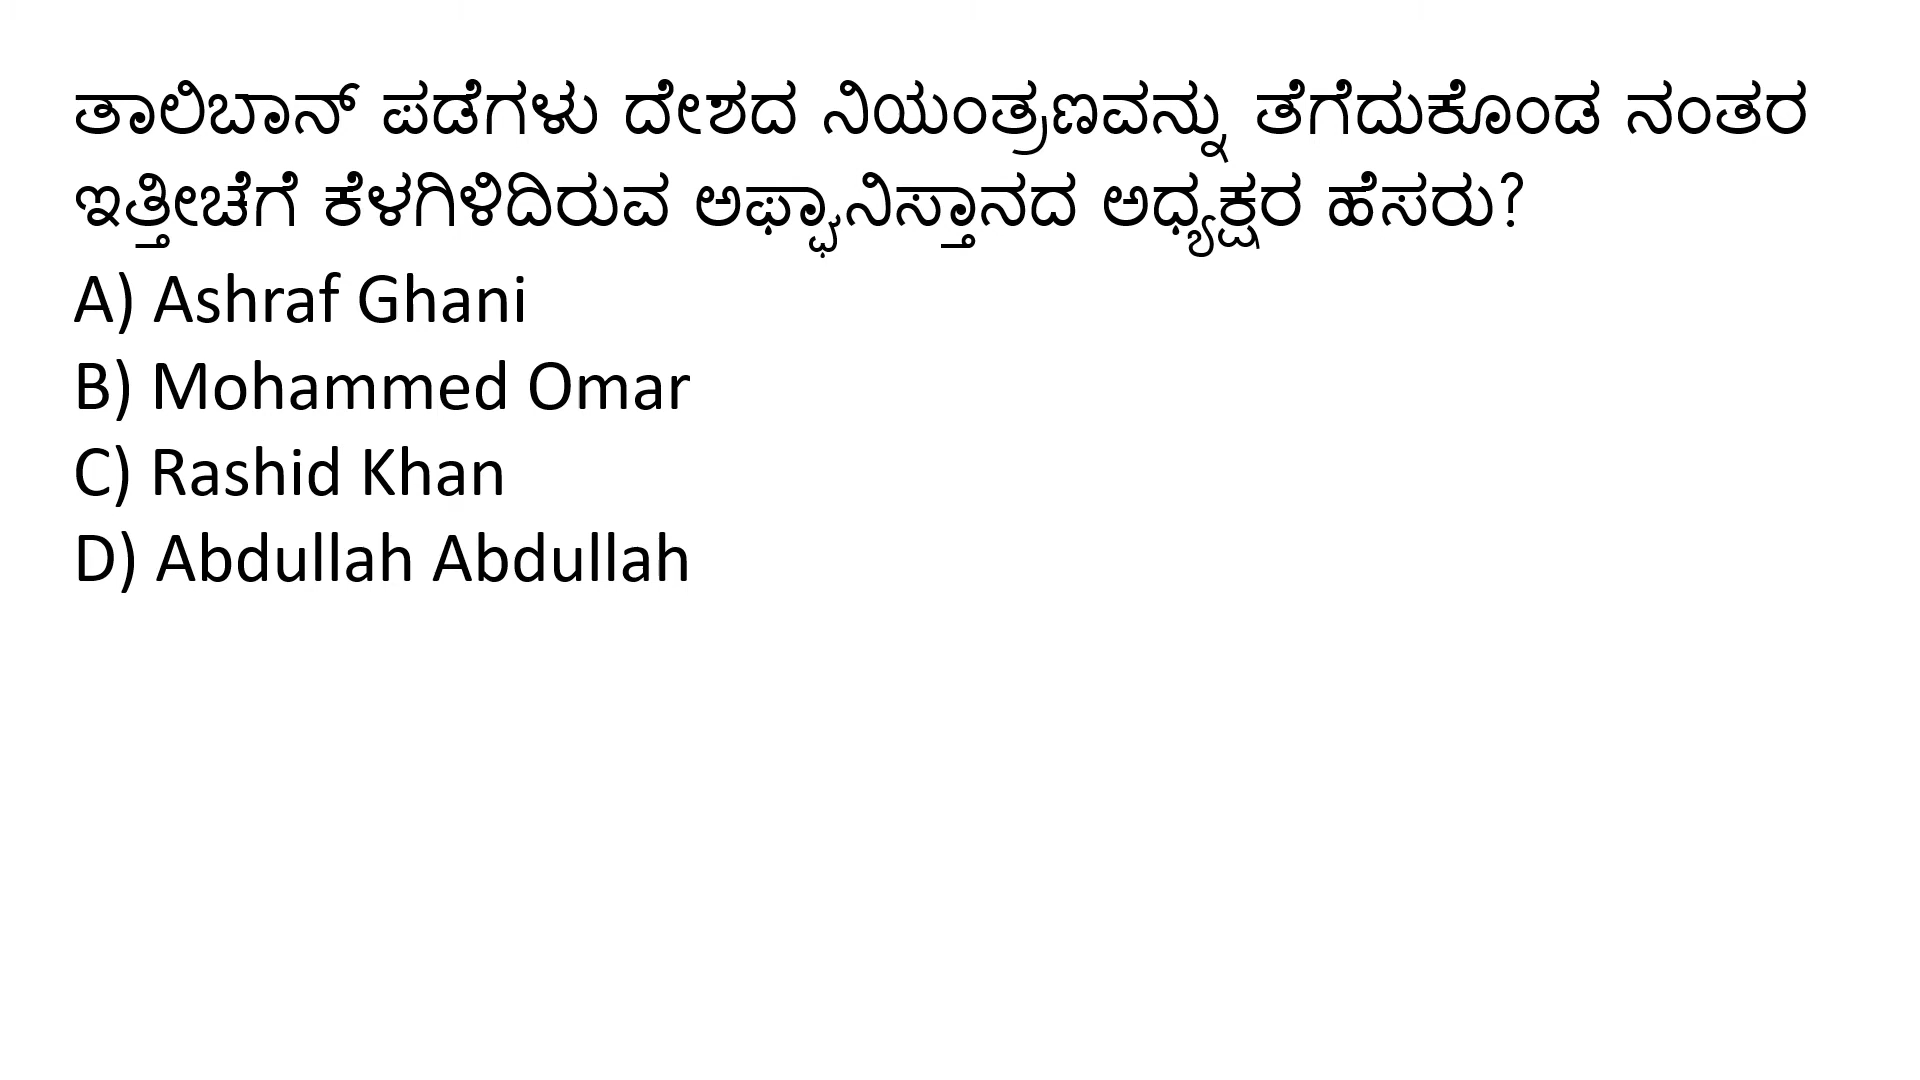 ತಾಲಿಬಾನ್ ಪಡೆಗಳು ದೇಶದ ನಿಯಂತ್ರಣವನ್ನು ತೆಗೆದುಕೊಂಡ ನಂತರ
ಇತ್ತೀಚೆಗೆ ಕೆಳಗಿಳಿದಿರುವ ಅಫ್ಘಾನಿಸ್ತಾನದ ಅಧ್ಯಕ್ಷರ ಹೆಸರು?
A) Ashraf Ghani
B) Mohammed Omar
C) Rashid Khan
D) Abdullah Abdullah